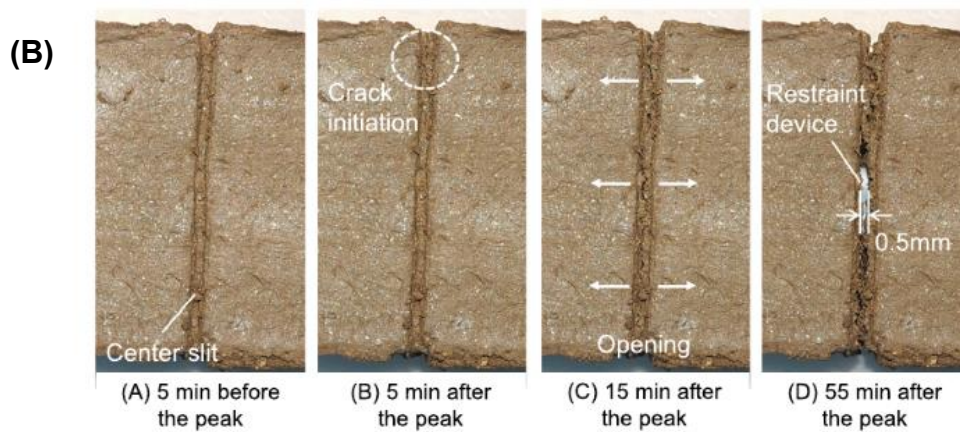 (B)
Crack
initiation
Center slit
Opening
Restraint
device
0.5mm
(A) 5 min before
the peak
(B) 5 min after
the peak
(C) 15 min after
the peak
(D) 55 min after
the peak